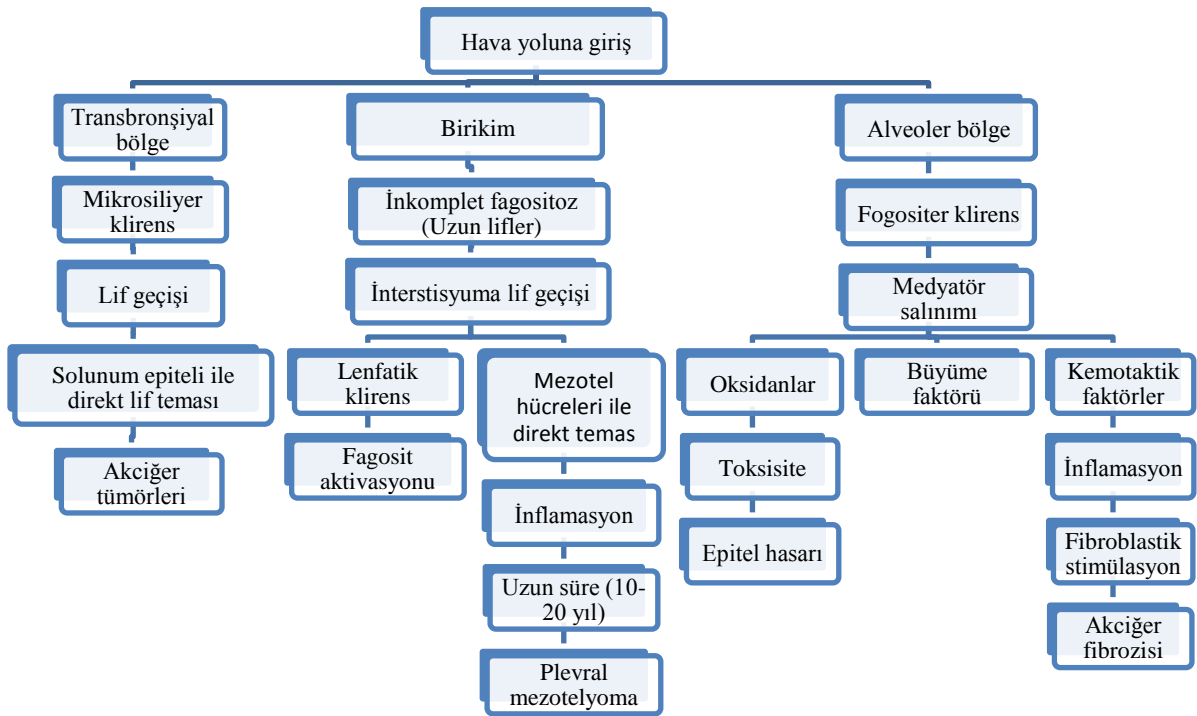 Hava yoluna giriş
Transbronşiyal
bölge
Birikim
Alveoler bölge
Mikrosiliyer
klirens
İnkomplet fagositoz
(Uzun lifler)
Fogositer klirens
Lif geçişi
İnterstisyuma lif geçişi
Medyatör
salınımı
Solunum epiteli ile
direkt lif teması
Lenfatik
klirens
Mezotel
hücreleri ile
direkt temas
Oksidanlar
Büyüme
faktörü
Kemotaktik
faktörler
Akciğer
tümörleri
Fagosit
aktivasyonu
Toksisite
İnflamasyon
İnflamasyon
Epitel hasarı
Fibroblastik
stimülasyon
Uzun süre (10-
20 yıl)
Akciğer
fibrozisi
Plevral
mezotelyoma